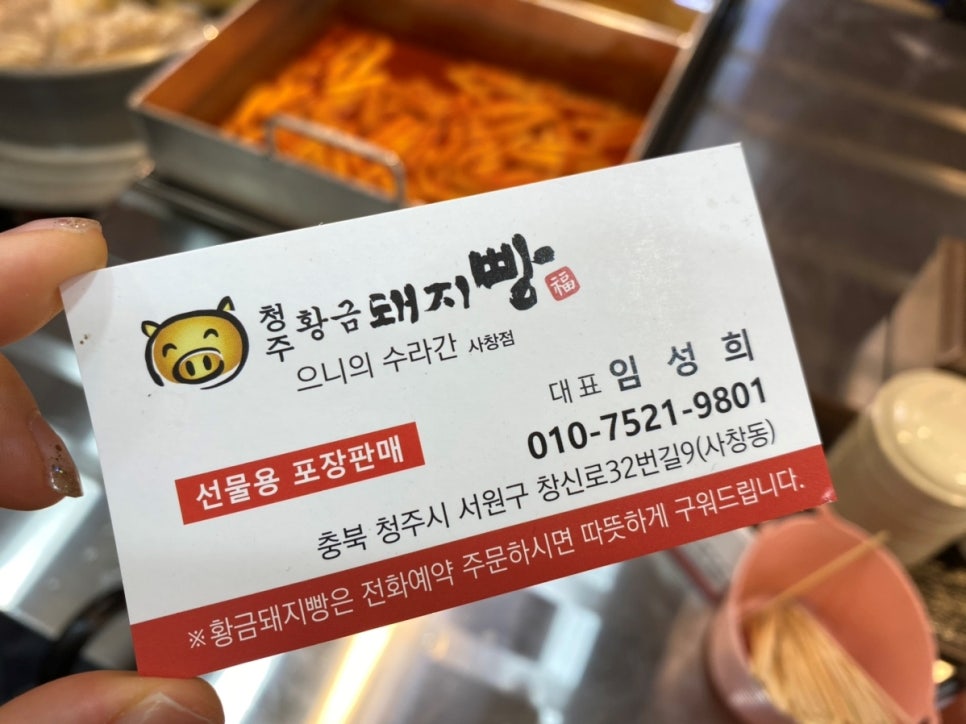 청주 황금돼지빵 福
으니의 수라간 사창점
대표 임성희
010-7521-9801
선물용 포장판매
충북 청주시 서원구 창신로32번길9(사창동)
※황금돼지빵은 전화예약 주문하시면 따뜻하게 구워드립니다.